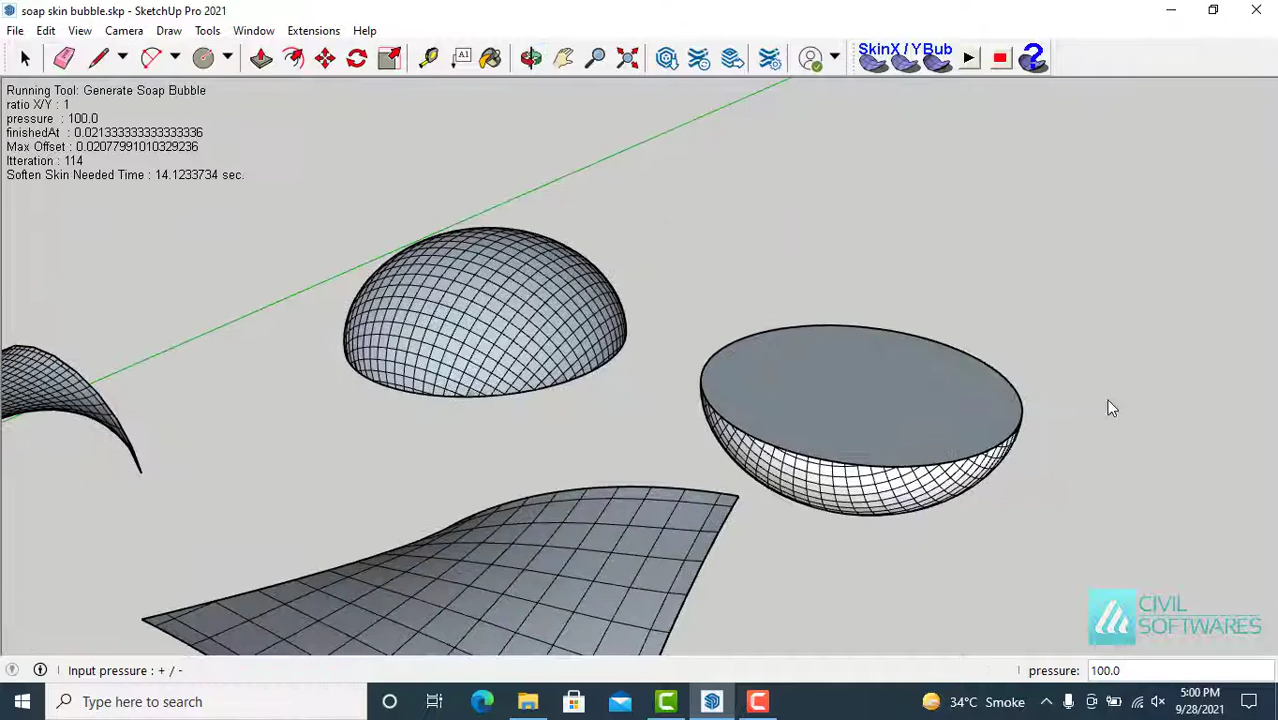 soap skin bubble.skp - SketchUp Pro 2021
File Edit View Camera Draw Tools Window Extensions Help
A1 SkinX / YBub ?
Running Tool: Generate Soap Bubble
ratio X/Y : 1
pressure : 100.0
finishedAt : 0.021333333333333336
Max Offset : 0.02077991010329236
Itteration : 114
Soften Skin Needed Time : 14.1233734 sec.
CIVIL
SOFTWARES
Input pressure : + / - pressure: 100.0
Type here to search
34°C Smoke
5:00 PM
9/28/2021